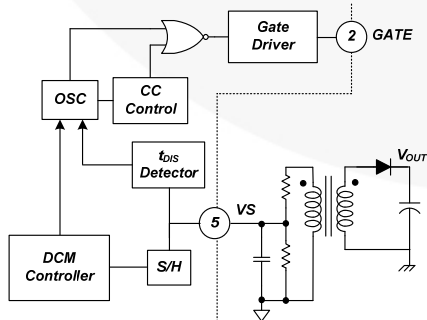 Gate
Driver
2
GATE
OSC
CC
Control
tDIS
Detector
5
VS
VOUT
DCM
Controller
S/H